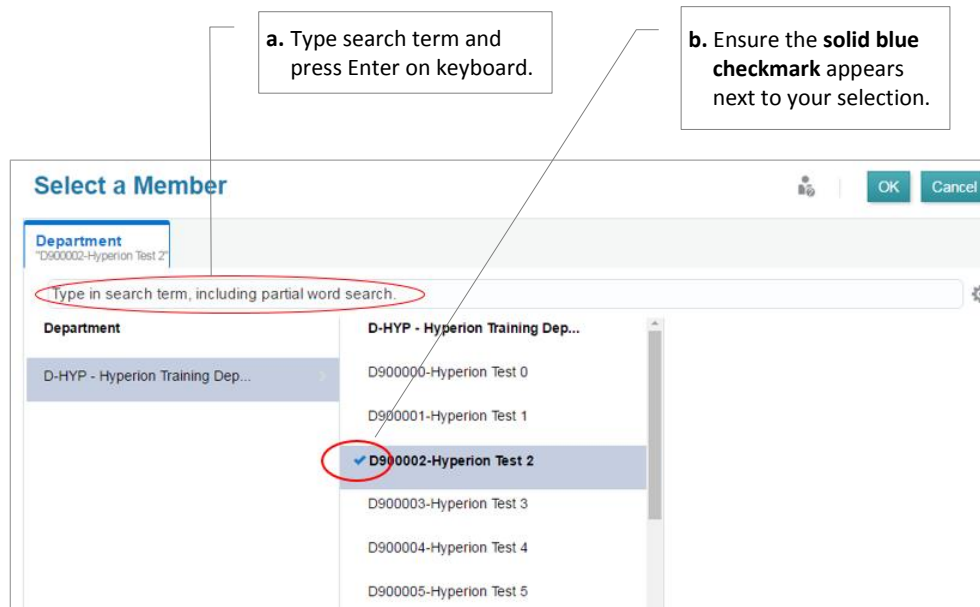 a. Type search term and
press Enter on keyboard.
b. Ensure the solid blue
checkmark appears
next to your selection.
Select a Member
OK
Cancel
Department
"D900002-Hyperion Test 2"
Type in search term, including partial word search.
Department
D-HYP - Hyperion Training Dep...
D-HYP - Hyperion Training Dep...
D900000-Hyperion Test 0
D900001-Hyperion Test 1
D900002-Hyperion Test 2
D900003-Hyperion Test 3
D900004-Hyperion Test 4
D900005-Hyperion Test 5